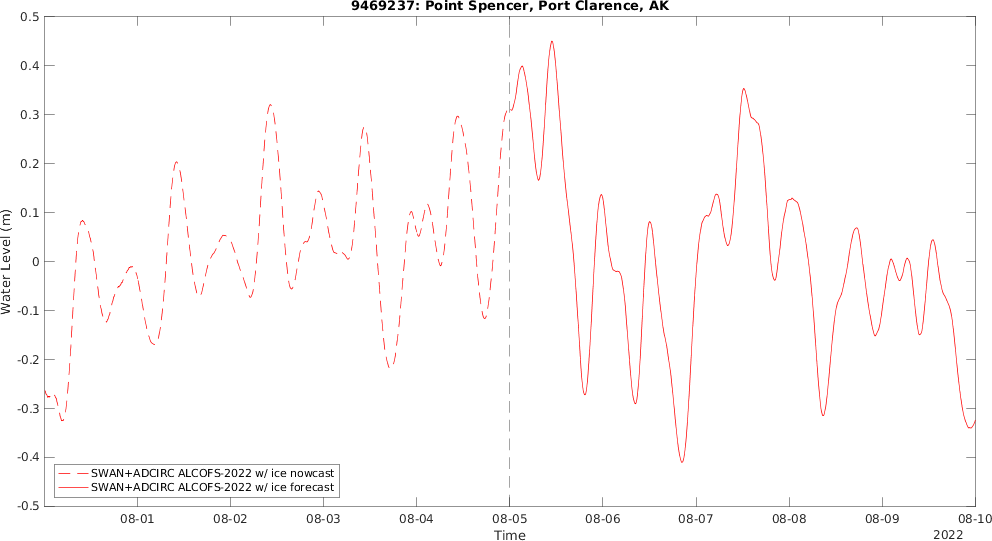 9469237: Point Spencer, Port Clarence, AK
0.5
0.4
0.3
0.2
0.1
0
-0.1
-0.2
-0.3
-0.4
-0.5
Water Level (m)
SWAN+ADCIRC ALCOFS-2022 w/ ice nowcast
SWAN+ADCIRC ALCOFS-2022 w/ ice forecast
08-01 08-02 08-03 08-04 08-05 08-06 08-07 08-08 08-09 08-10
Time
2022